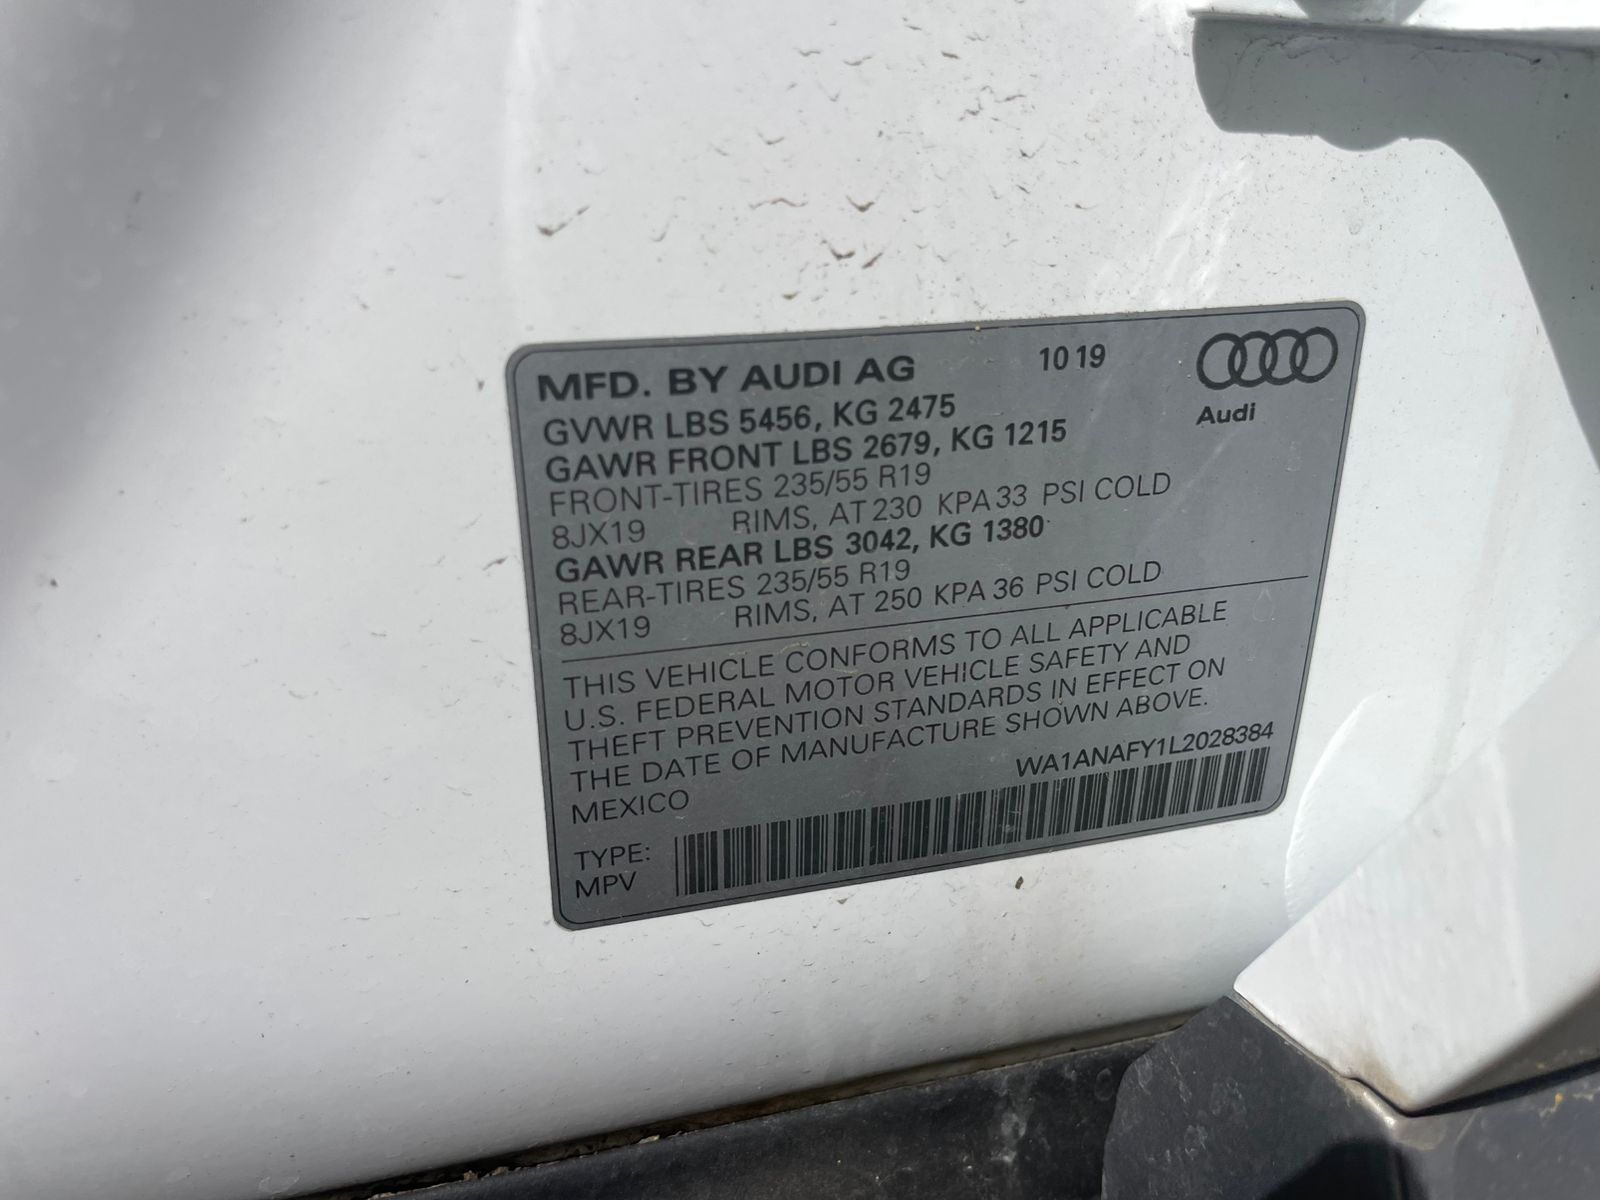 MFD. BY AUDI AG 10 19
Audi
GVWR LBS 5456, KG 2475
GAWR FRONT LBS 2679, KG 1215
FRONT-TIRES 235/55 R19
8JX19 RIMS, AT 230 KPA 33 PSI COLD
GAWR REAR LBS 3042, KG 1380
REAR-TIRES 235/55 R19
8JX19 RIMS, AT 250 KPA 36 PSI COLD
THIS VEHICLE CONFORMS TO ALL APPLICABLE
U.S. FEDERAL MOTOR VEHICLE SAFETY AND
THEFT PREVENTION STANDARDS IN EFFECT ON
THE DATE OF MANUFACTURE SHOWN ABOVE.
MEXICO WA1ANAFY1L2028384
TYPE:
MPV